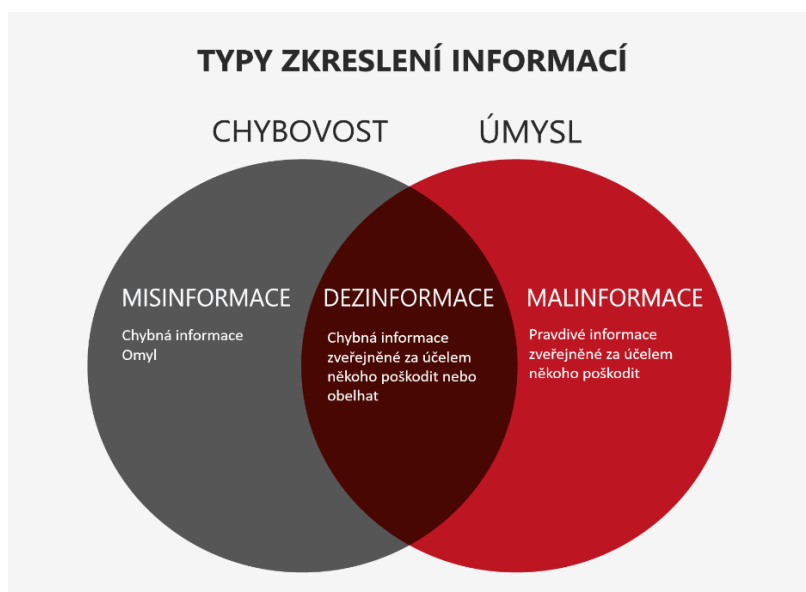 TYPY ZKRESLENÍ INFORMACÍ
CHYBOVOST
ÚMYSL
MISINFORMACE
Chybná informace
Omyl
DEZINFORMACE
Chybná informace
zveřejněné za účelem
někoho poškodit nebo
obelhat
MALINFORMACE
Pravdivé informace
zveřejněné za účelem
někoho poškodit